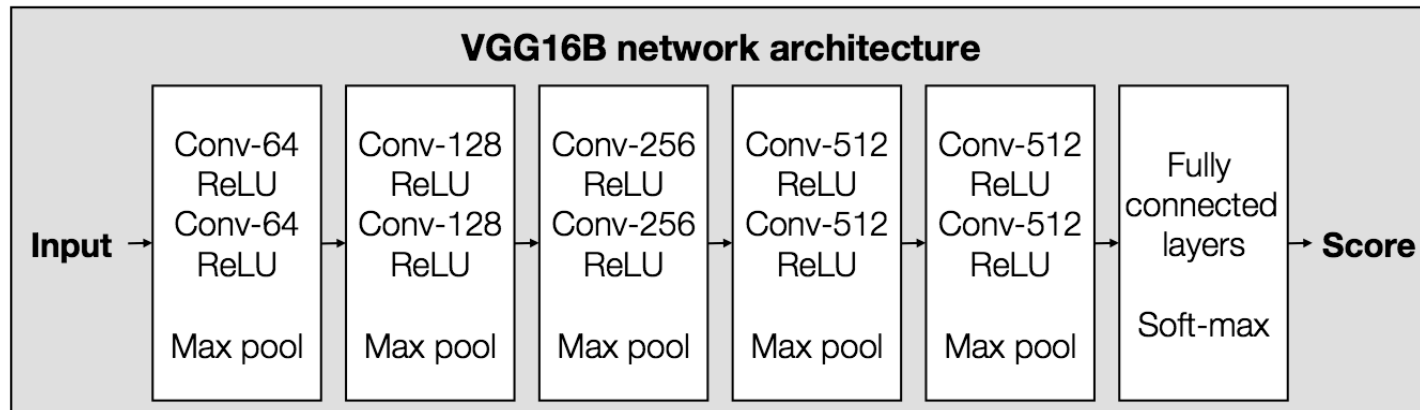 VGG16B network architecture
Input
Conv-64
ReLU
Conv-64
ReLU
Max pool
Conv-128
ReLU
Conv-128
ReLU
Max pool
Conv-256
ReLU
Conv-256
ReLU
Max pool
Conv-512
ReLU
Conv-512
ReLU
Max pool
Conv-512
ReLU
Conv-512
ReLU
Max pool
Fully
connected
layers
Soft-max
Score